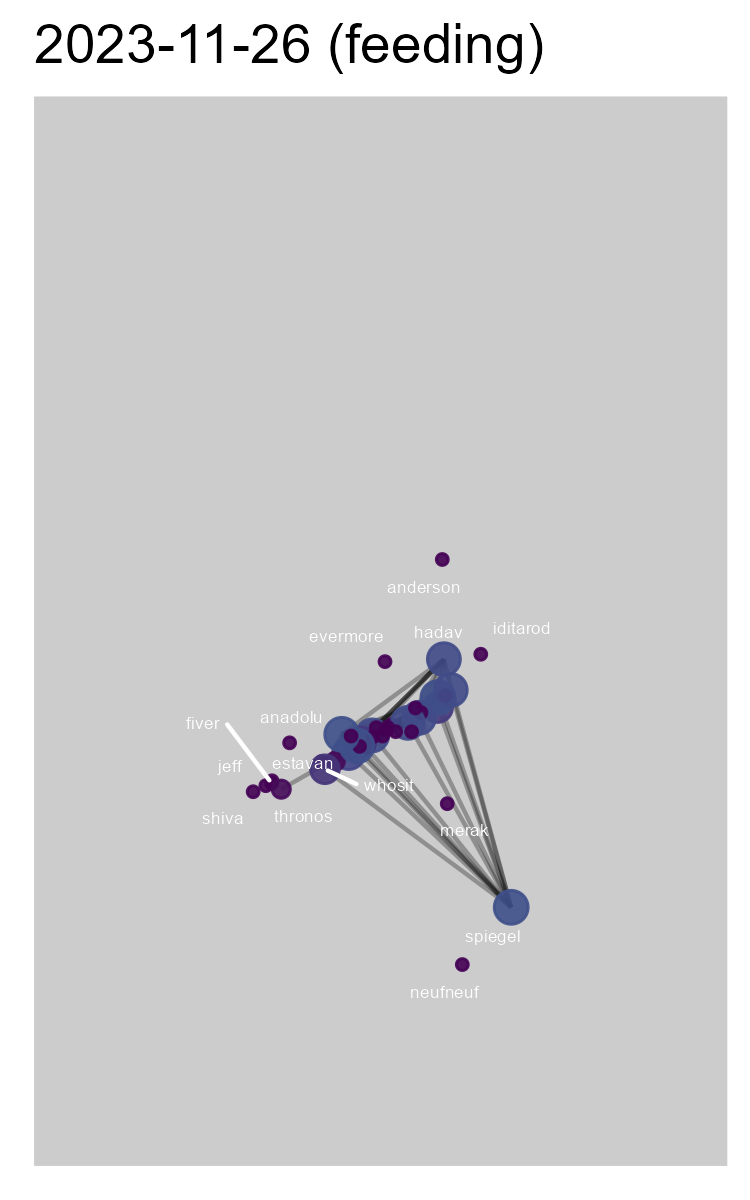 2023-11-26 (feeding)
anderson
iditarod
hadav
evermore
anadolu
fiver
estavan
jeff
whosit
thronos
shiva
merak
spiegel
neufneuf